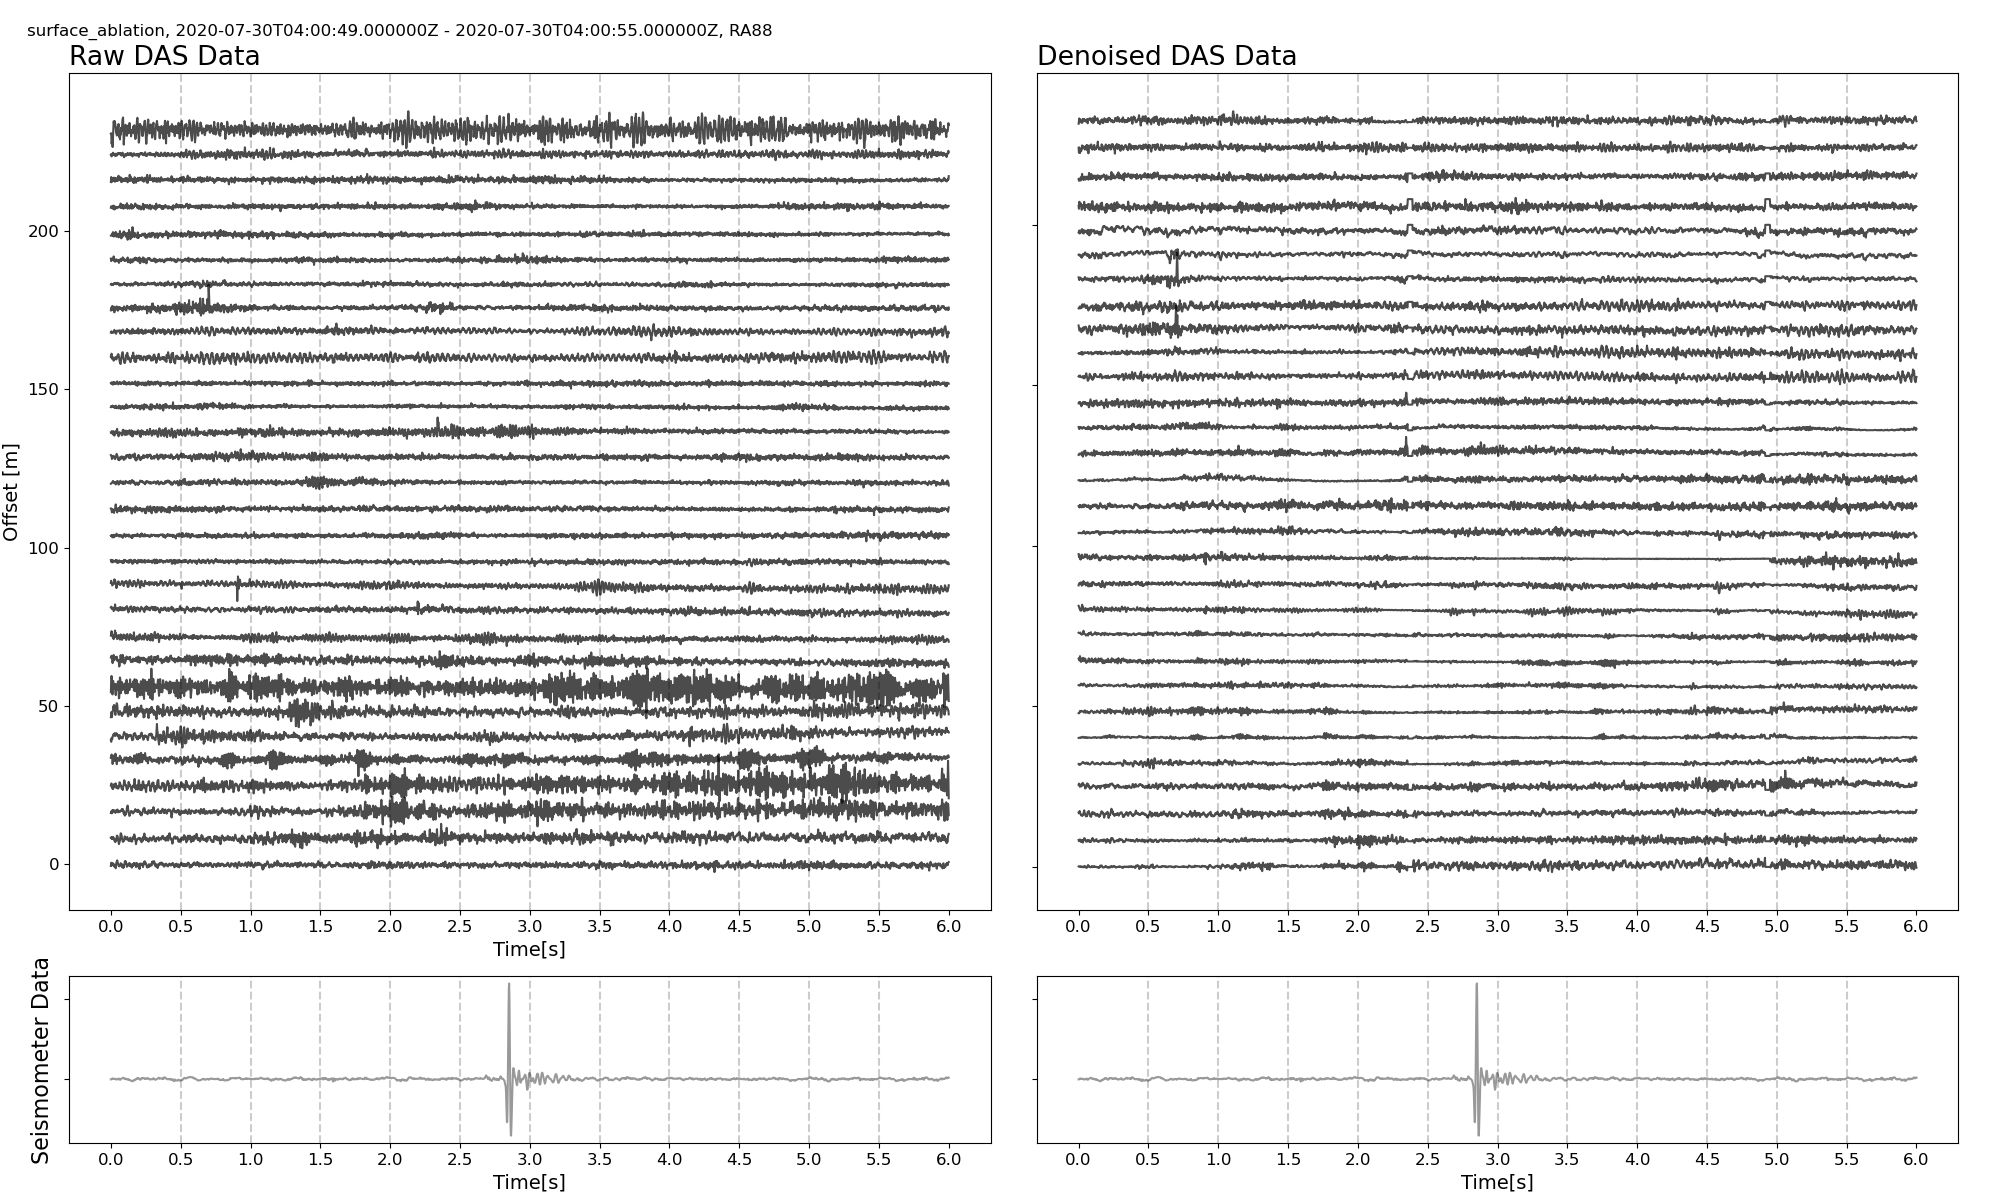 surface_ablation, 2020-07-30T04:00:49.000000Z - 2020-07-30T04:00:55.000000Z, RA88
Raw DAS Data
Denoised DAS Data
Offset [m]
200
150
100
50
0
0.0 0.5 1.0 1.5 2.0 2.5 3.0 3.5 4.0 4.5 5.0 5.5 6.0
Time[s]
0.0 0.5 1.0 1.5 2.0 2.5 3.0 3.5 4.0 4.5 5.0 5.5 6.0
Seismometer Data
0.0 0.5 1.0 1.5 2.0 2.5 3.0 3.5 4.0 4.5 5.0 5.5 6.0
Time[s]
0.0 0.5 1.0 1.5 2.0 2.5 3.0 3.5 4.0 4.5 5.0 5.5 6.0
Time[s]